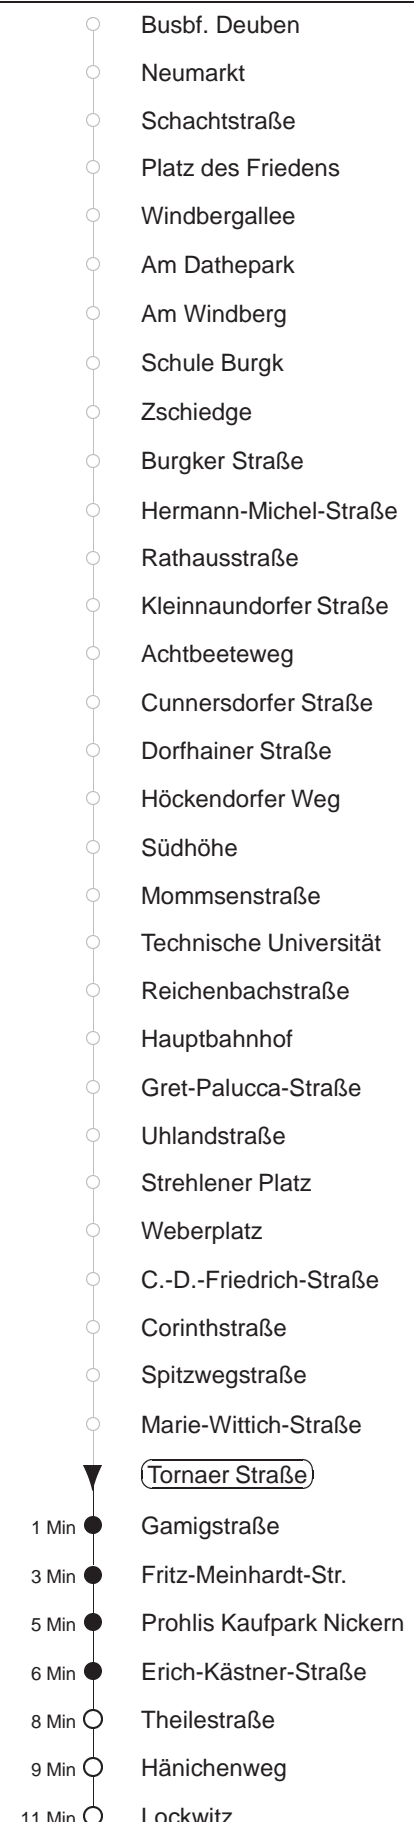 Busbf. Deuben
Neumarkt
Schachtstraße
Platz des Friedens
Windbergallee
Am Dathepark
Am Windberg
Schule Burgk
Zschiedge
Burgker Straße
Hermann-Michel-Straße
Rathausstraße
Kleinnaundorfer Straße
Achtbeeteweg
Cunnersdorfer Straße
Dorfhainer Straße
Höckendorfer Weg
Südhöhe
Mommsenstraße
Technische Universität
Reichenbachstraße
Hauptbahnhof
Gret-Palucca-Straße
Uhlandstraße
Strehlener Platz
Weberplatz
C.-D.-Friedrich-Straße
Corinthstraße
Spitzwegstraße
Marie-Wittich-Straße
Tornaer Straße
1 Min Gamigstraße
3 Min Fritz-Meinhardt-Str.
5 Min Prohlis Kaufpark Nickern
6 Min Erich-Kästner-Straße
8 Min Theilestraße
9 Min Hänichenweg
11 Min Lockwitz